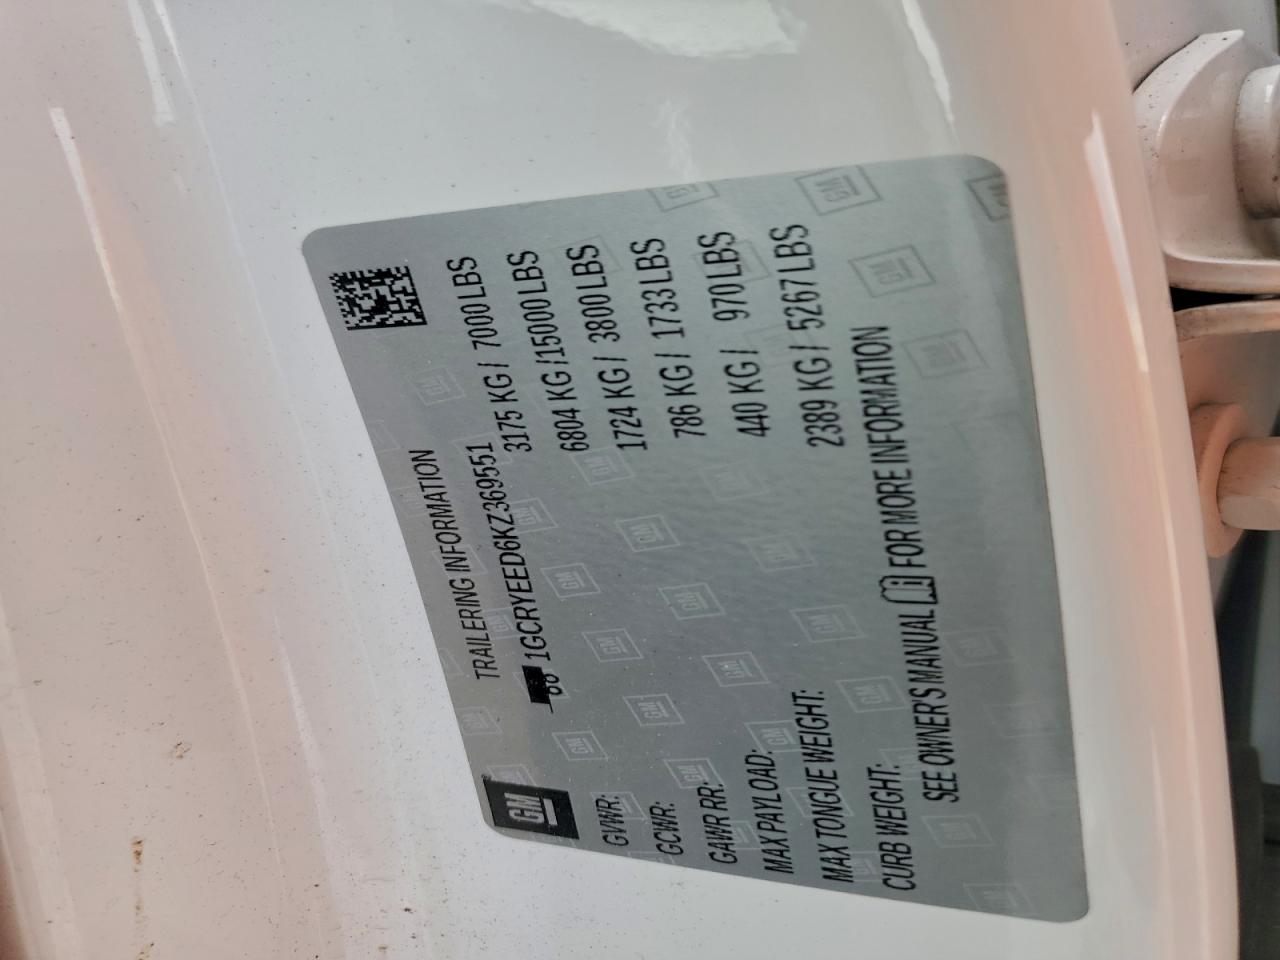 TRAILERING INFORMATION
GM 1GCRYEED6KZ369551
GVWR: 3175 KG / 7000 LBS
GCWR: 6804 KG /15000 LBS
GAWR RR: 1724 KG / 3800 LBS
MAX PAYLOAD: 786 KG / 1733 LBS
MAX TONGUE WEIGHT: 440 KG / 970 LBS
CURB WEIGHT: 2389 KG / 5267 LBS
SEE OWNER'S MANUAL FOR MORE INFORMATION